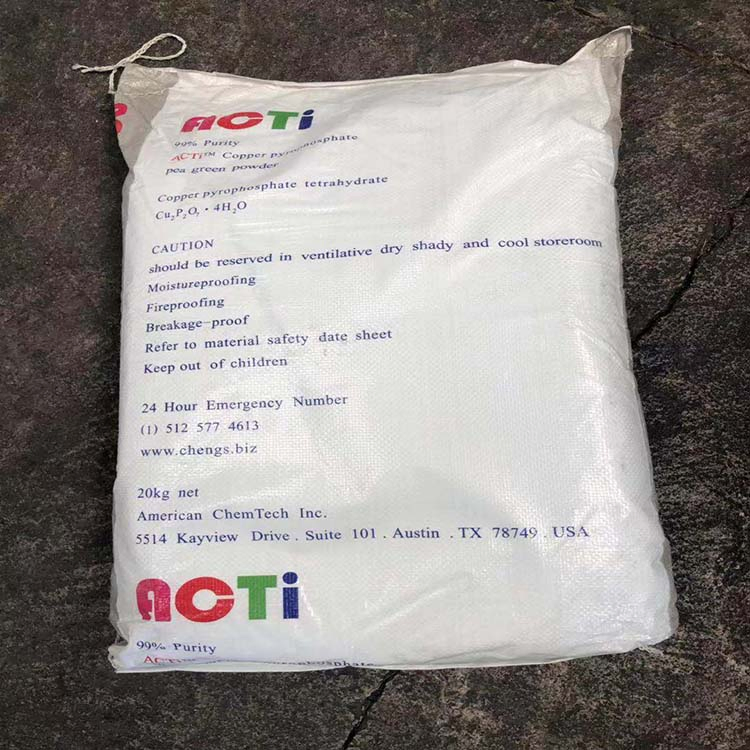 ACTi
99% Purity
ACTi™ Copper pyrophosphate
pea green powder
Copper pyrophosphate tetrahydrate
Cu₂P₂O₇ · 4H₂O
CAUTION
should be reserved in ventilative dry shady and cool storeroom
Moistureproofing
Fireproofing
Breakage-proof
Refer to material safety date sheet
Keep out of children
24 Hour Emergency Number
(1) 512 577 4613
www.chengs.biz
20kg net
American ChemTech Inc.
5514 Kayview Drive . Suite 101 . Austin . TX 78749 . USA
ACTi
99% Purity